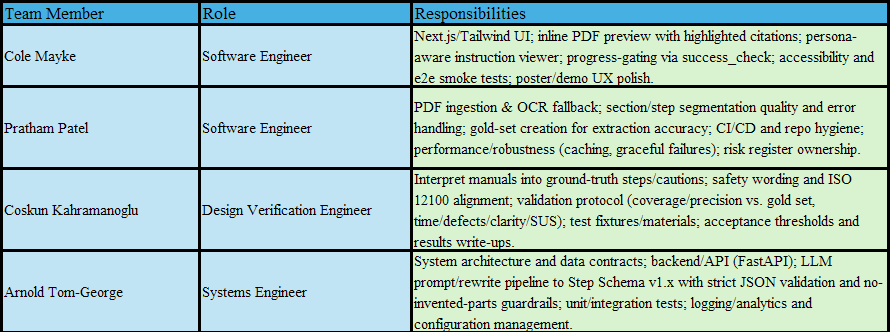 Team Member Role Responsibilities
Cole Mayke Software Engineer Next.js/Tailwind UI; inline PDF preview with highlighted citations; persona-
aware instruction viewer; progress-gating via success_check; accessibility and
e2e smoke tests; poster/demo UX polish.
Pratham Patel Software Engineer PDF ingestion & OCR fallback; section/step segmentation quality and error
handling; gold-set creation for extraction accuracy; CI/CD and repo hygiene;
performance/robustness (caching, graceful failures); risk register ownership.
Coskun Kahramanoglu Design Verification Engineer Interpret manuals into ground-truth steps/cautions; safety wording and ISO
12100 alignment; validation protocol (coverage/precision vs. gold set,
time/defects/clarity/SUS); test fixtures/materials; acceptance thresholds and
results write-ups.
Arnold Tom-George Systems Engineer System architecture and data contracts; backend/API (FastAPI); LLM
prompt/rewrite pipeline to Step Schema v1.x with strict JSON validation and no-
invented-parts guardrails; unit/integration tests; logging/analytics and
configuration management.